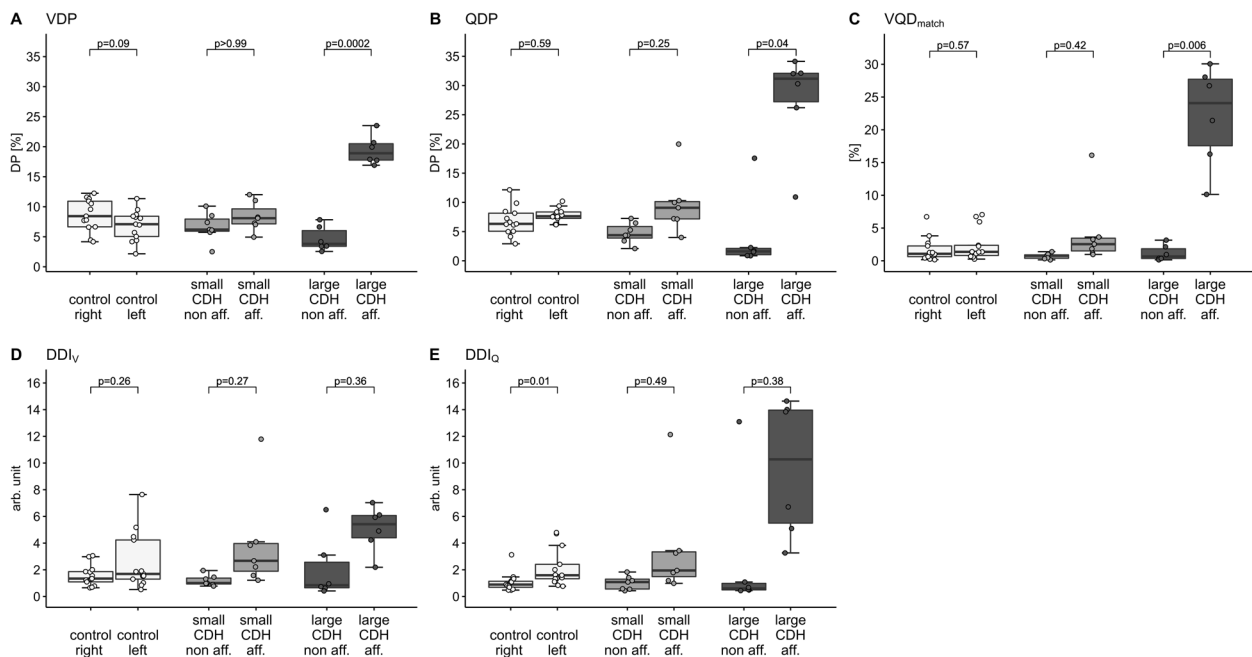 A VDP
p=0.09 p>0.99 p=0.0002
35
30
25
20
15
10
5
0
DP [%]
control right
control left
small CDH non aff.
small CDH aff.
large CDH non aff.
large CDH aff.
B QDP
p=0.59 p=0.25 p=0.04
35
30
25
20
15
10
5
0
DP [%]
control right
control left
small CDH non aff.
small CDH aff.
large CDH non aff.
large CDH aff.
C VQDmatch
p=0.57 p=0.42 p=0.006
30
25
20
15
10
5
0
[%]
control right
control left
small CDH non aff.
small CDH aff.
large CDH non aff.
large CDH aff.
D DDIV
p=0.26 p=0.27 p=0.36
16
14
12
10
8
6
4
2
0
arb. unit
control right
control left
small CDH non aff.
small CDH aff.
large CDH non aff.
large CDH aff.
E DDIQ
p=0.01 p=0.49 p=0.38
16
14
12
10
8
6
4
2
0
arb. unit
control right
control left
small CDH non aff.
small CDH aff.
large CDH non aff.
large CDH aff.